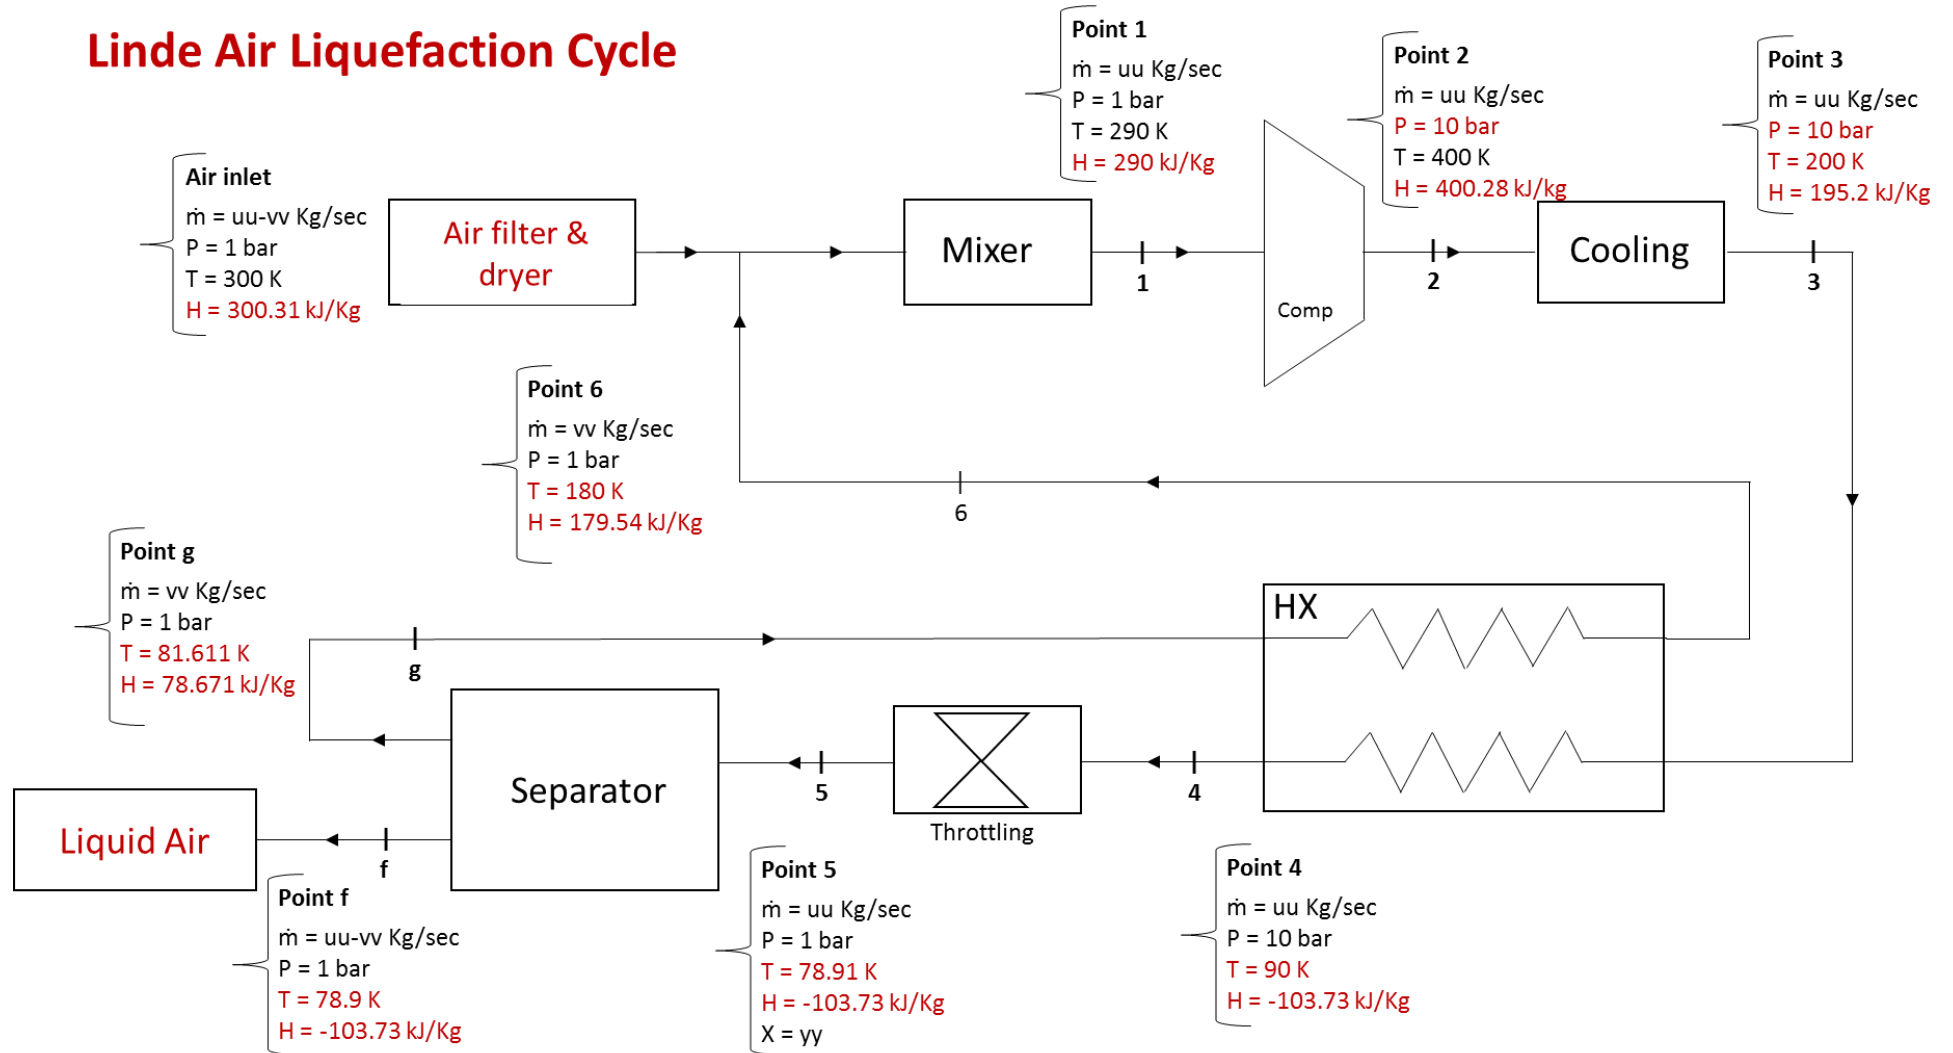 Linde Air Liquefaction Cycle
Point 1
ṁ = uu Kg/sec
P = 1 bar
T = 290 K
H = 290 kJ/Kg
Point 2
ṁ = uu Kg/sec
P = 10 bar
T = 400 K
H = 400.28 kJ/kg
Point 3
ṁ = uu Kg/sec
P = 10 bar
T = 200 K
H = 195.2 kJ/Kg
Air inlet
ṁ = uu-vv Kg/sec
P = 1 bar
T = 300 K
H = 300.31 kJ/Kg
Air filter &
dryer
Mixer
1
Comp
2
Cooling
3
Point 6
ṁ = vv Kg/sec
P = 1 bar
T = 180 K
H = 179.54 kJ/Kg
6
Point g
ṁ = vv Kg/sec
P = 1 bar
T = 81.611 K
H = 78.671 kJ/Kg
g
HX
Separator
5
Throttling
4
Liquid Air
f
Point f
ṁ = uu-vv Kg/sec
P = 1 bar
T = 78.9 K
H = -103.73 kJ/Kg
Point 5
ṁ = uu Kg/sec
P = 1 bar
T = 78.91 K
H = -103.73 kJ/Kg
X = yy
Point 4
ṁ = uu Kg/sec
P = 10 bar
T = 90 K
H = -103.73 kJ/Kg